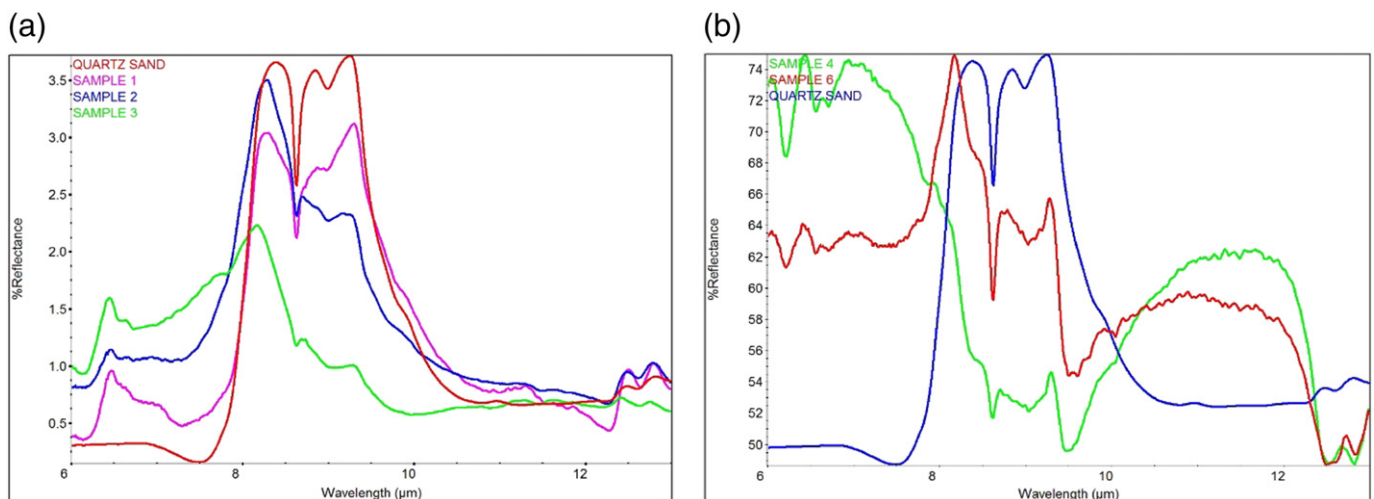 (a)
QUARTZ SAND
SAMPLE 1
SAMPLE 2
SAMPLE 3
3.5
3.0
2.5
2.0
1.5
1.0
0.5
%Reflectance
6 8 10 12
Wavelength (µm)
(b)
SAMPLE 4
SAMPLE 6
QUARTZ SAND
74
72
70
68
66
64
62
60
58
56
54
52
50
%Reflectance
6 8 10 12
Wavelength (µm)